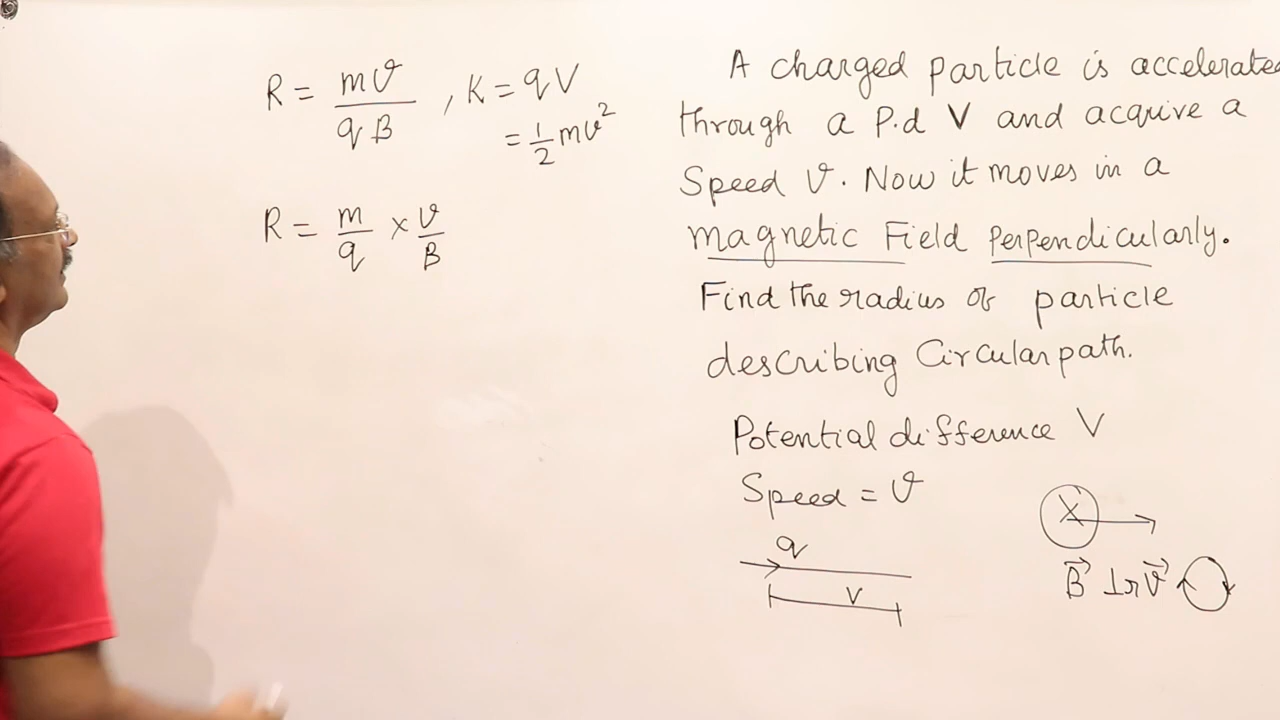 R = mv/qB , K = qV
= 1/2 mv²
R = m/q × v/B
A charged particle is accelerated
through a P.d V and acquire a
Speed v. Now it moves in a
magnetic Field perpendicularly.
Find the radius of particle
describing Circular path.
Potential difference V
Speed = v
q
V
B⃗ ⊥r v⃗